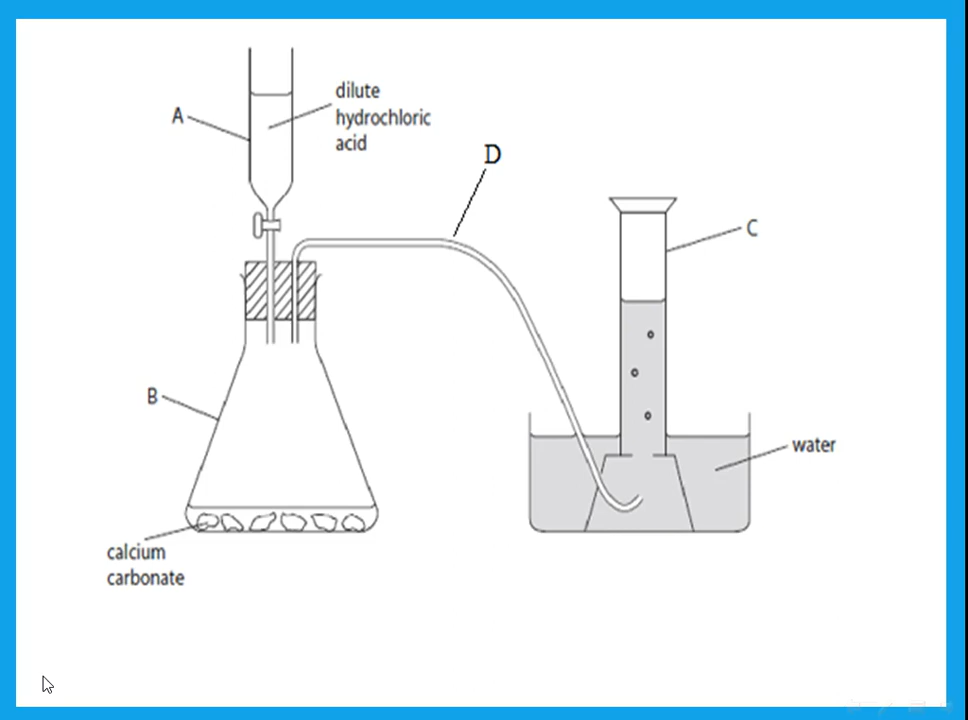 A
dilute
hydrochloric
acid
D
C
B
water
calcium
carbonate